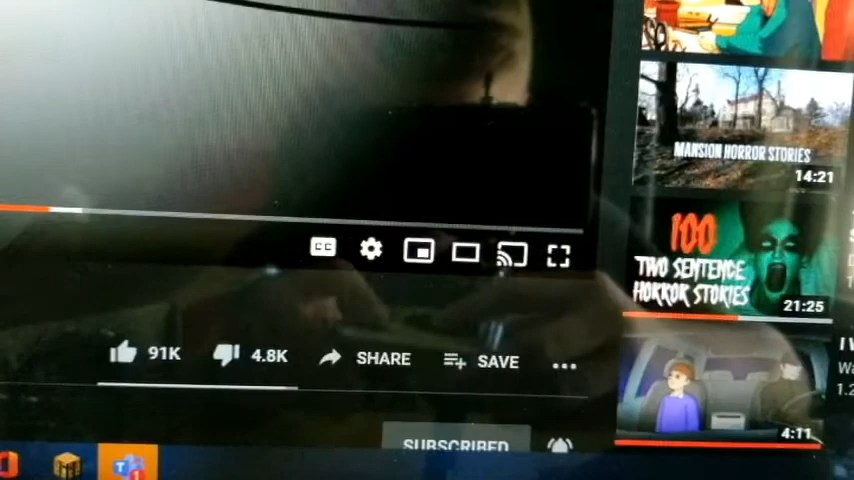 MANSION HORROR STORIES
14:21
100
TWO SENTENCE
HORROR STORIES
21:25
CC
91K
4.8K
SHARE
SAVE
4:11
SUBSCRIBED
1